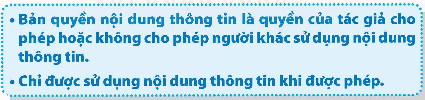 • Bản quyền nội dung thông tin là quyền của tác giả cho
phép hoặc không cho phép người khác sử dụng nội dung
thông tin.
• Chỉ được sử dụng nội dung thông tin khi được phép.